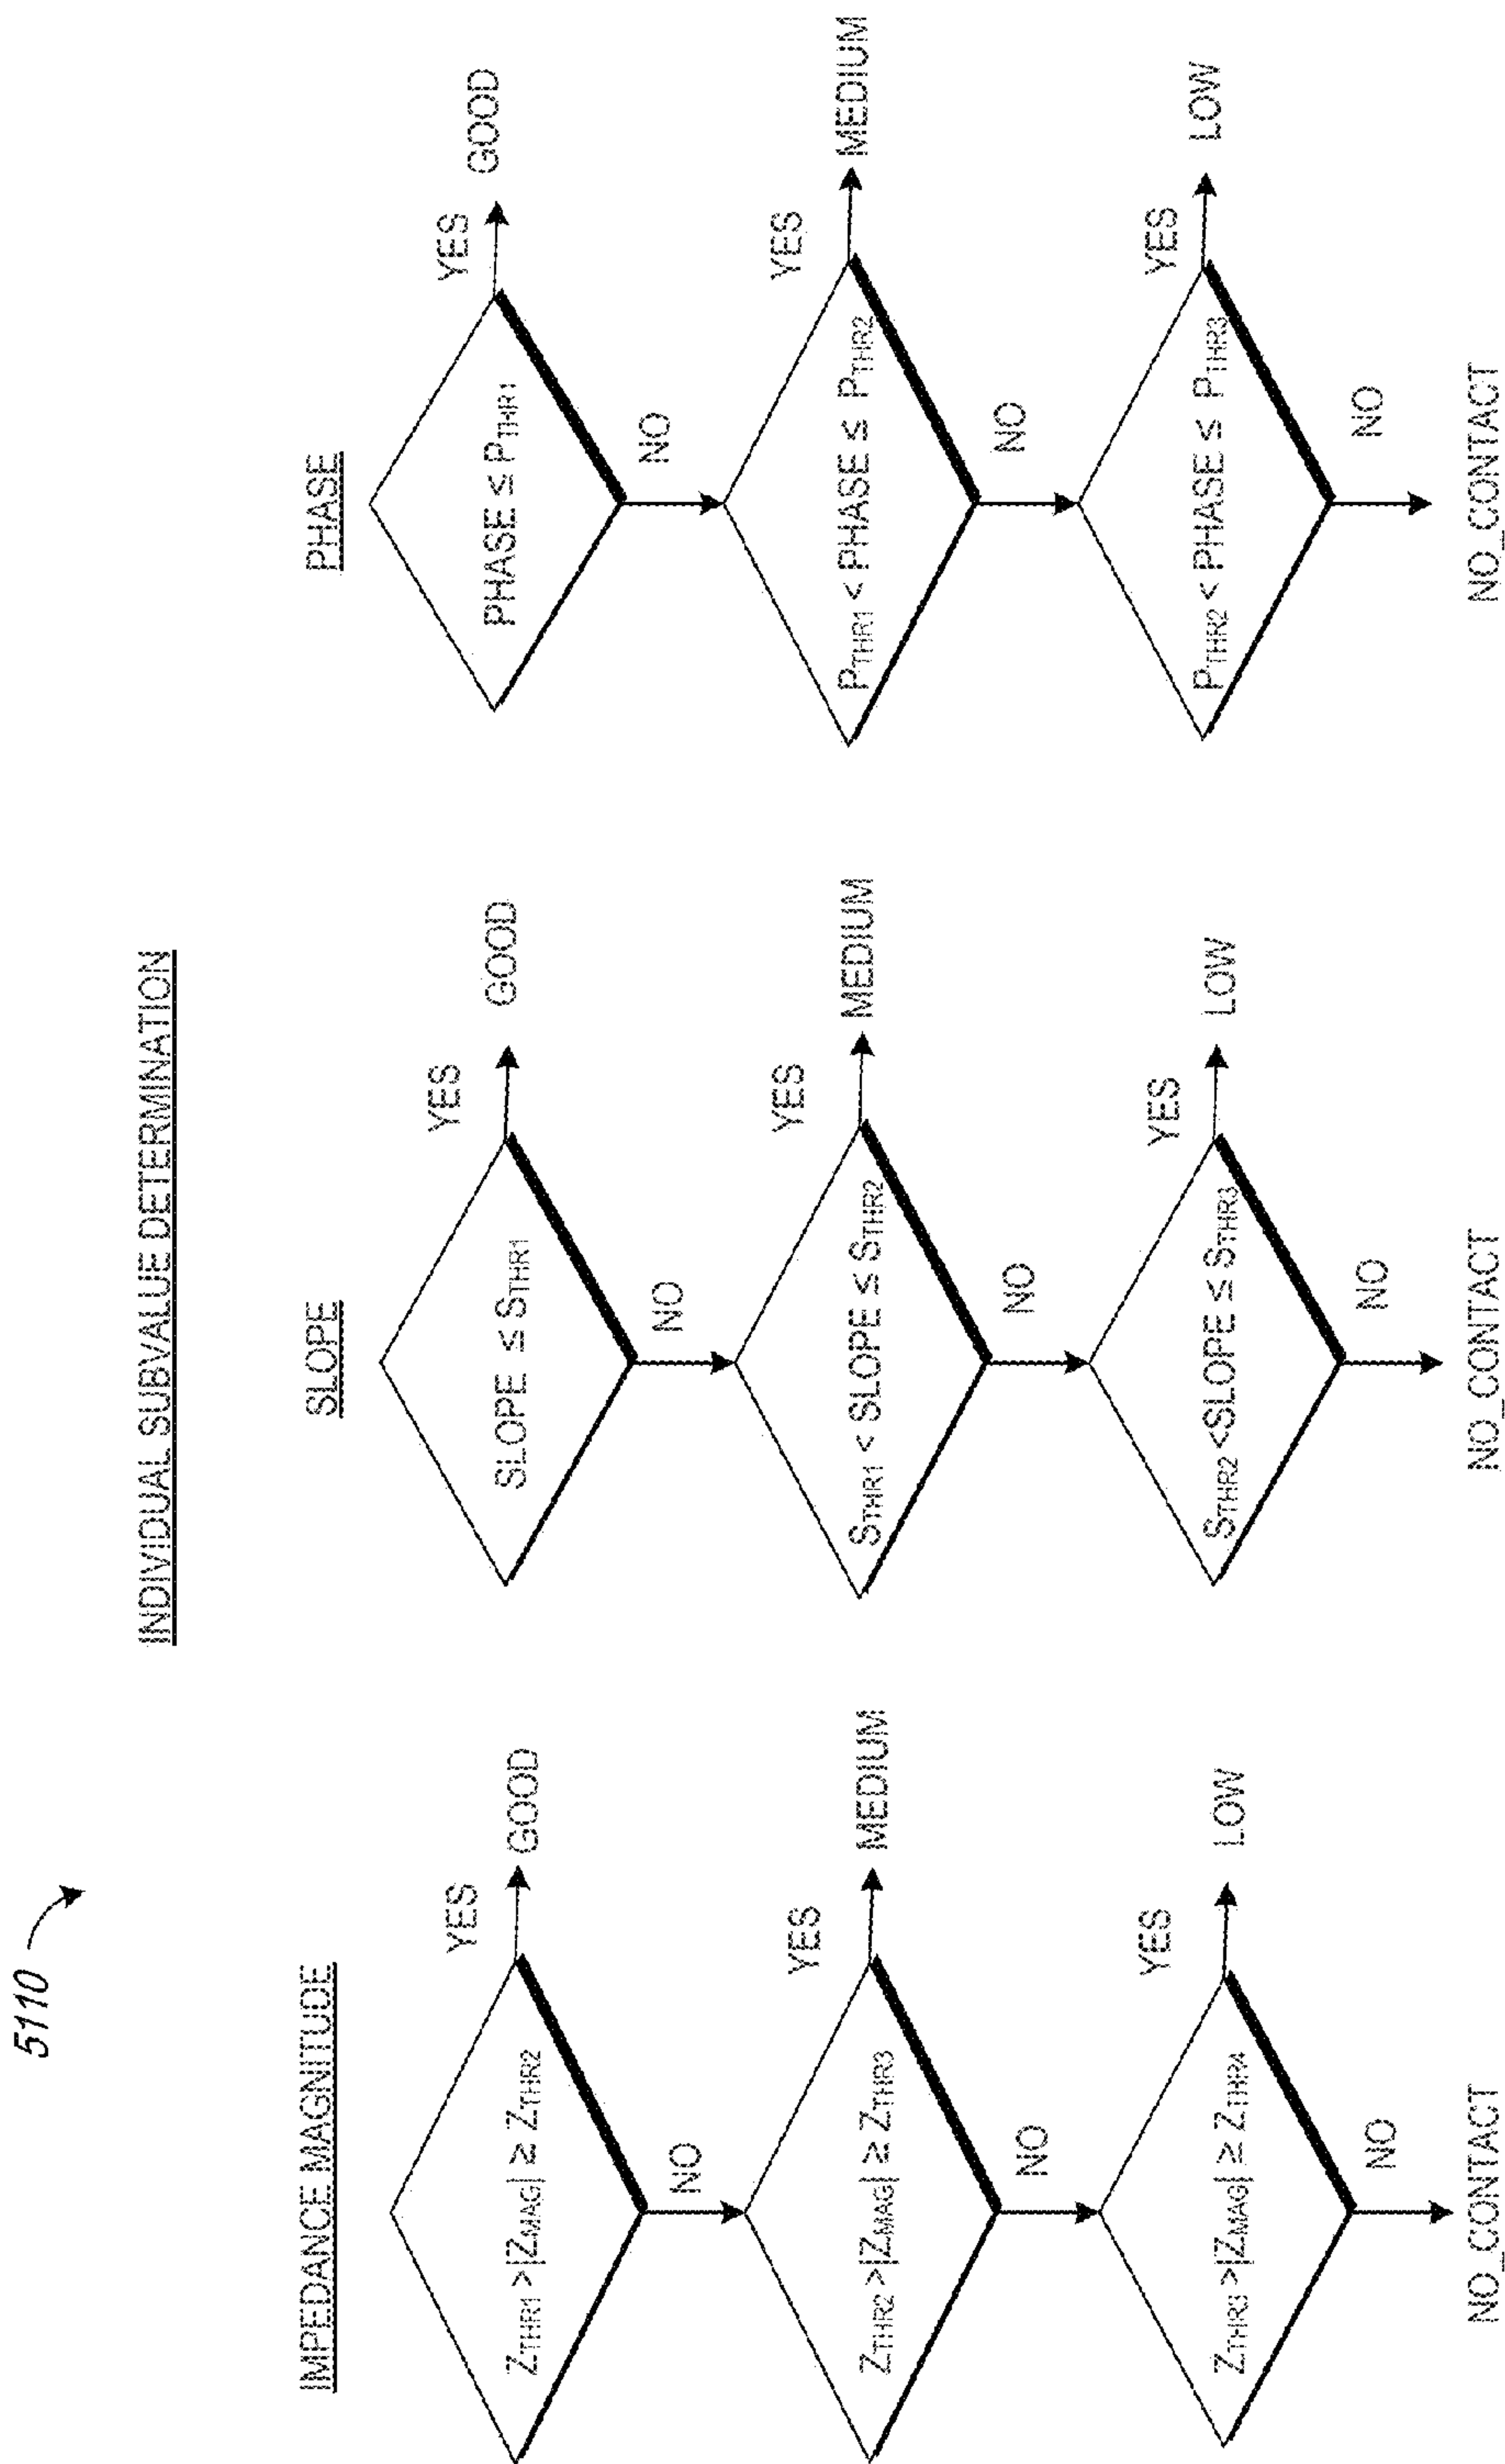 5110
INDIVIDUAL SUBVALUE DETERMINATION
IMPEDANCE MAGNITUDE
Z_THR1 >|Z_MAG| ≥ Z_THR2
YES
GOOD
NO
Z_THR2 >|Z_MAG| ≥ Z_THR3
YES
MEDIUM
NO
Z_THR3 >|Z_MAG| ≥ Z_THR4
YES
LOW
NO
NO_CONTACT
SLOPE
SLOPE ≤ S_THR1
YES
GOOD
NO
S_THR1 < SLOPE ≤ S_THR2
YES
MEDIUM
NO
S_THR2 <SLOPE ≤ S_THR3
YES
LOW
NO
NO_CONTACT
PHASE
PHASE ≤ P_THR1
YES
GOOD
NO
P_THR1 < PHASE ≤ P_THR2
YES
MEDIUM
NO
P_THR2 < PHASE ≤ P_THR3
YES
LOW
NO
NO_CONTACT